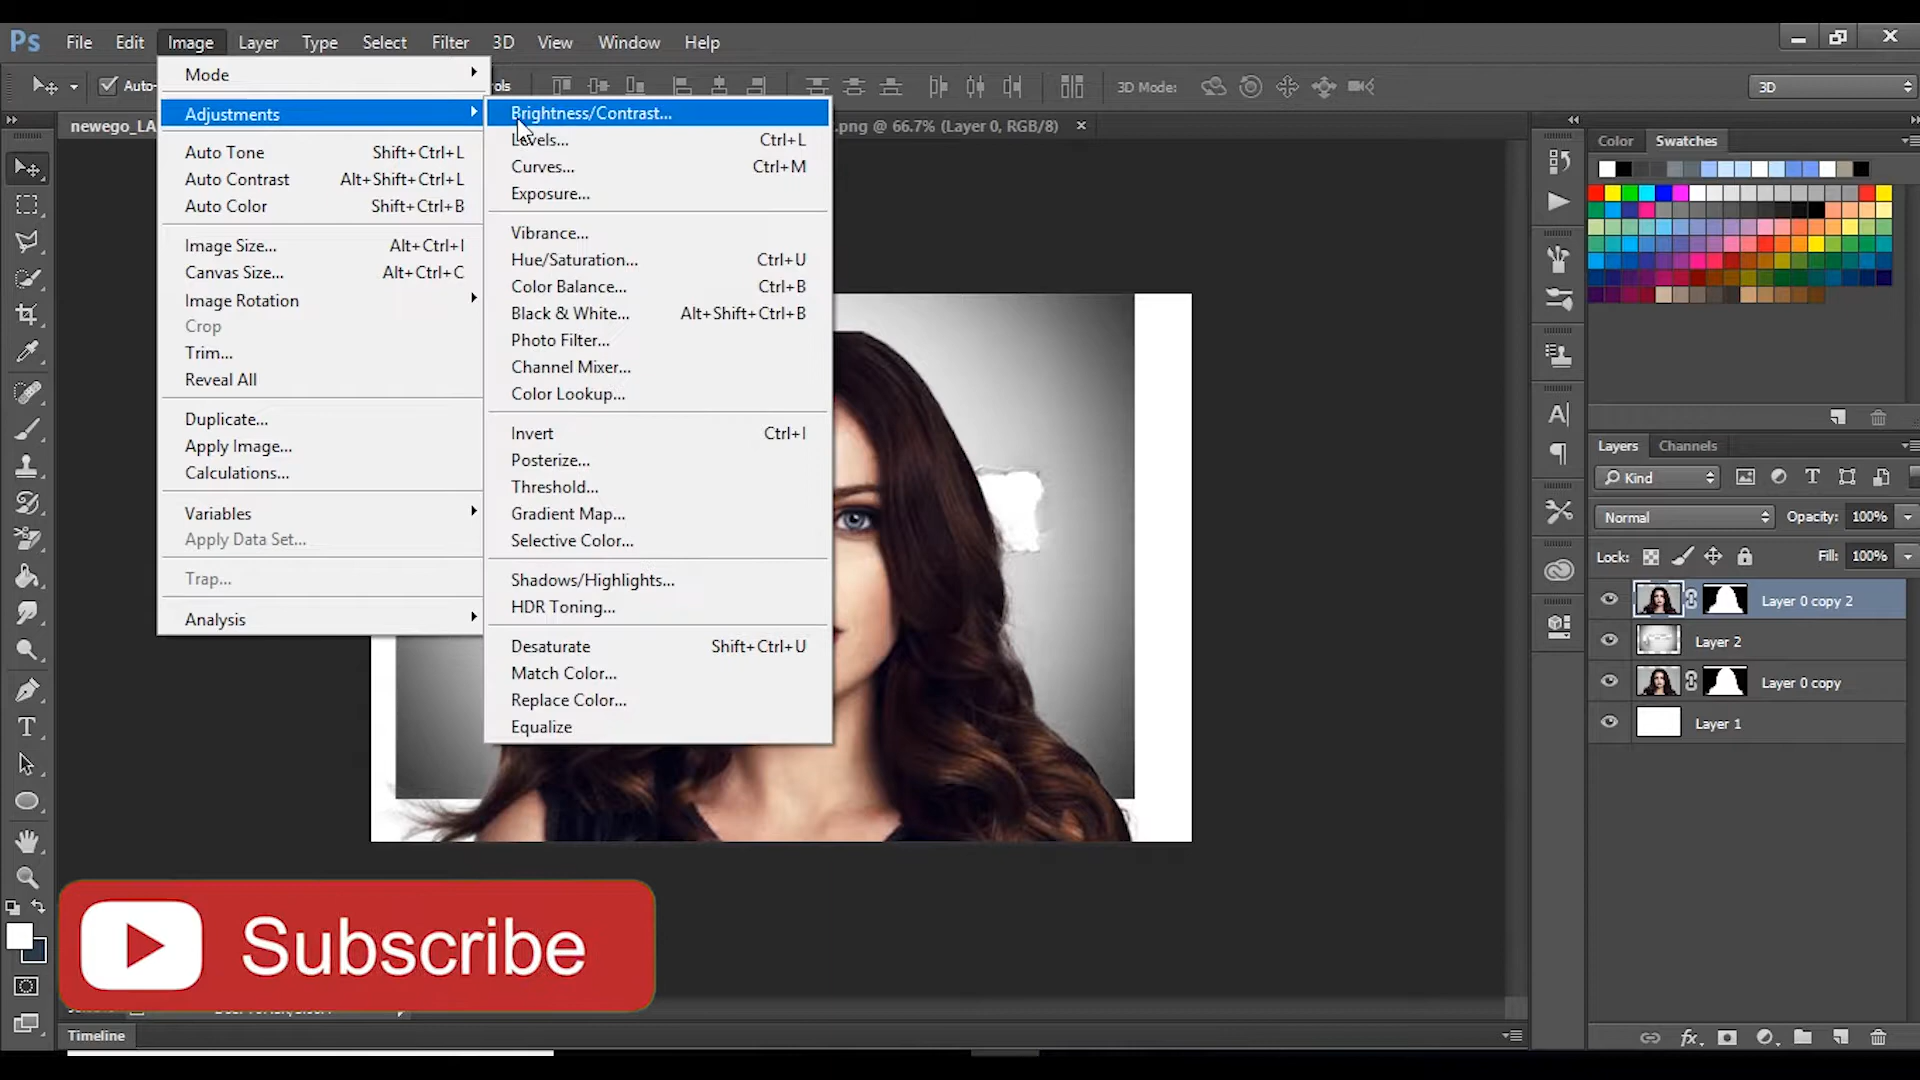 Ps File Edit Image Layer Type Select Filter 3D View Window Help
Auto- ols 3D Mode: 3D
newego_LA .png @ 66.7% (Layer 0, RGB/8) ×
Mode
Adjustments
Auto Tone Shift+Ctrl+L
Auto Contrast Alt+Shift+Ctrl+L
Auto Color Shift+Ctrl+B
Image Size... Alt+Ctrl+I
Canvas Size... Alt+Ctrl+C
Image Rotation
Crop
Trim...
Reveal All
Duplicate...
Apply Image...
Calculations...
Variables
Apply Data Set...
Trap...
Analysis
Brightness/Contrast...
Levels... Ctrl+L
Curves... Ctrl+M
Exposure...
Vibrance...
Hue/Saturation... Ctrl+U
Color Balance... Ctrl+B
Black & White... Alt+Shift+Ctrl+B
Photo Filter...
Channel Mixer...
Color Lookup...
Invert Ctrl+I
Posterize...
Threshold...
Gradient Map...
Selective Color...
Shadows/Highlights...
HDR Toning...
Desaturate Shift+Ctrl+U
Match Color...
Replace Color...
Equalize
Color Swatches
Layers Channels
Kind
Normal Opacity: 100%
Lock: Fill: 100%
Layer 0 copy 2
Layer 2
Layer 0 copy
Layer 1
Subscribe
Timeline